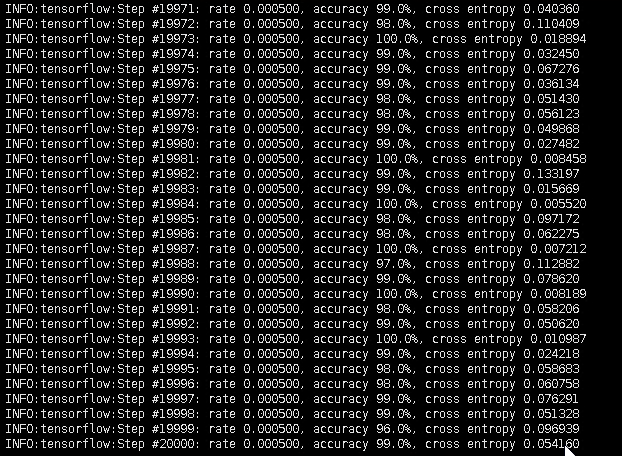 INFO:tensorflow:Step #19971: rate 0.000500, accuracy 99.0%, cross entropy 0.040360
INFO:tensorflow:Step #19972: rate 0.000500, accuracy 98.0%, cross entropy 0.110409
INFO:tensorflow:Step #19973: rate 0.000500, accuracy 100.0%, cross entropy 0.018894
INFO:tensorflow:Step #19974: rate 0.000500, accuracy 99.0%, cross entropy 0.032450
INFO:tensorflow:Step #19975: rate 0.000500, accuracy 99.0%, cross entropy 0.067276
INFO:tensorflow:Step #19976: rate 0.000500, accuracy 99.0%, cross entropy 0.036134
INFO:tensorflow:Step #19977: rate 0.000500, accuracy 98.0%, cross entropy 0.051430
INFO:tensorflow:Step #19978: rate 0.000500, accuracy 98.0%, cross entropy 0.056123
INFO:tensorflow:Step #19979: rate 0.000500, accuracy 99.0%, cross entropy 0.049868
INFO:tensorflow:Step #19980: rate 0.000500, accuracy 99.0%, cross entropy 0.027482
INFO:tensorflow:Step #19981: rate 0.000500, accuracy 100.0%, cross entropy 0.008458
INFO:tensorflow:Step #19982: rate 0.000500, accuracy 99.0%, cross entropy 0.133197
INFO:tensorflow:Step #19983: rate 0.000500, accuracy 99.0%, cross entropy 0.015669
INFO:tensorflow:Step #19984: rate 0.000500, accuracy 100.0%, cross entropy 0.005520
INFO:tensorflow:Step #19985: rate 0.000500, accuracy 98.0%, cross entropy 0.097172
INFO:tensorflow:Step #19986: rate 0.000500, accuracy 98.0%, cross entropy 0.062275
INFO:tensorflow:Step #19987: rate 0.000500, accuracy 100.0%, cross entropy 0.007212
INFO:tensorflow:Step #19988: rate 0.000500, accuracy 97.0%, cross entropy 0.112882
INFO:tensorflow:Step #19989: rate 0.000500, accuracy 99.0%, cross entropy 0.078620
INFO:tensorflow:Step #19990: rate 0.000500, accuracy 100.0%, cross entropy 0.008189
INFO:tensorflow:Step #19991: rate 0.000500, accuracy 98.0%, cross entropy 0.058206
INFO:tensorflow:Step #19992: rate 0.000500, accuracy 99.0%, cross entropy 0.050620
INFO:tensorflow:Step #19993: rate 0.000500, accuracy 100.0%, cross entropy 0.010987
INFO:tensorflow:Step #19994: rate 0.000500, accuracy 99.0%, cross entropy 0.024218
INFO:tensorflow:Step #19995: rate 0.000500, accuracy 98.0%, cross entropy 0.058683
INFO:tensorflow:Step #19996: rate 0.000500, accuracy 98.0%, cross entropy 0.060758
INFO:tensorflow:Step #19997: rate 0.000500, accuracy 99.0%, cross entropy 0.076291
INFO:tensorflow:Step #19998: rate 0.000500, accuracy 99.0%, cross entropy 0.051328
INFO:tensorflow:Step #19999: rate 0.000500, accuracy 96.0%, cross entropy 0.096939
INFO:tensorflow:Step #20000: rate 0.000500, accuracy 99.0%, cross entropy 0.054160